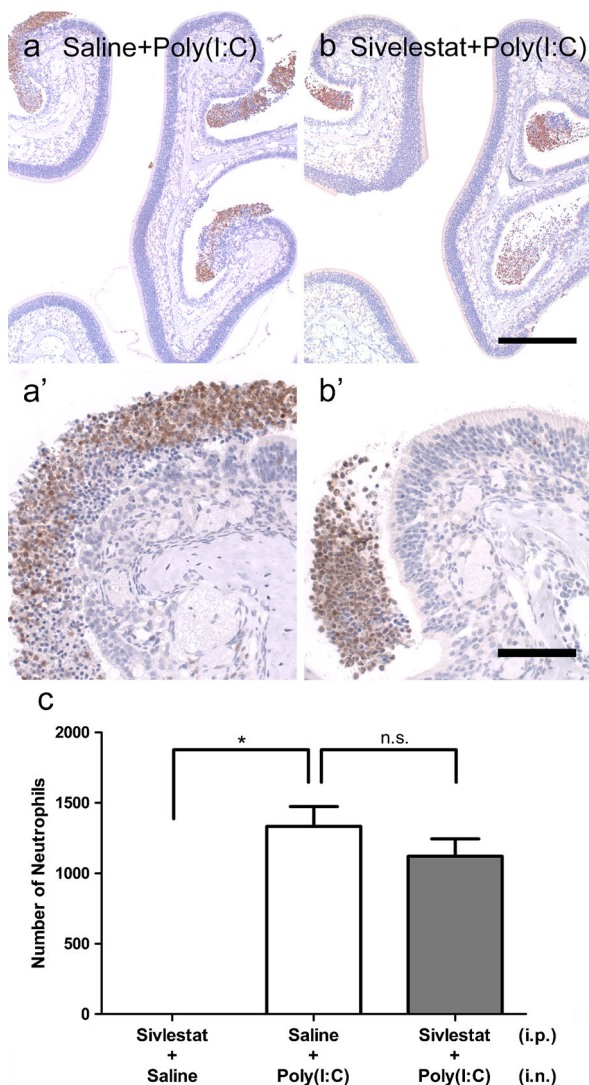 a Saline+Poly(I:C)
b Sivelestat+Poly(I:C)
a’
b’
c
Number of Neutrophils
2000
1500
1000
500
0
*
n.s.
Sivlestat Saline Sivlestat (i.p.)
+ + +
Saline Poly(I:C) Poly(I:C) (i.n.)